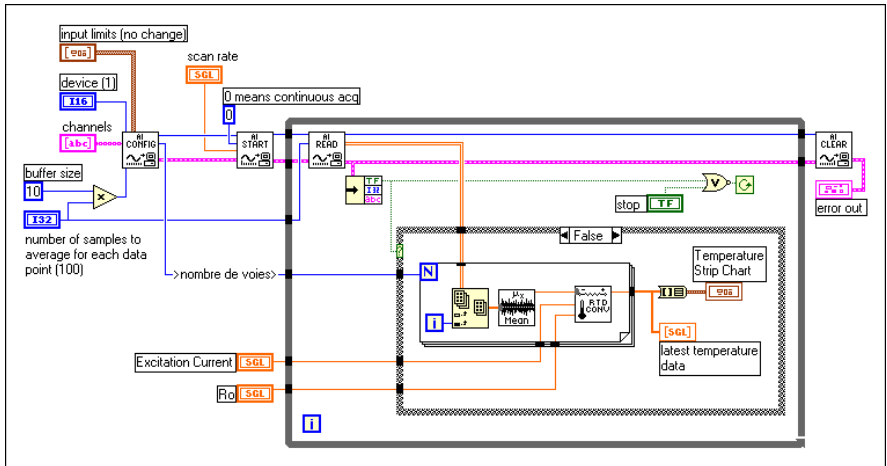 input limits (no change)
[906]
scan rate
SGL
device (1)
I16
0 means continuous acq
0
channels
[abc]
AI
CONFIG
AI
START
AI
READ
AI
CLEAR
buffer size
10
x
I32
number of samples to
average for each data
point (100)
TF
abc
V
stop
TF
error out
False
>nombre de voies>
N
i
Mean
RTD
CONV
Temperature
Strip Chart
[SGL]
latest temperature
data
Excitation Current
SGL
Ro
SGL
i